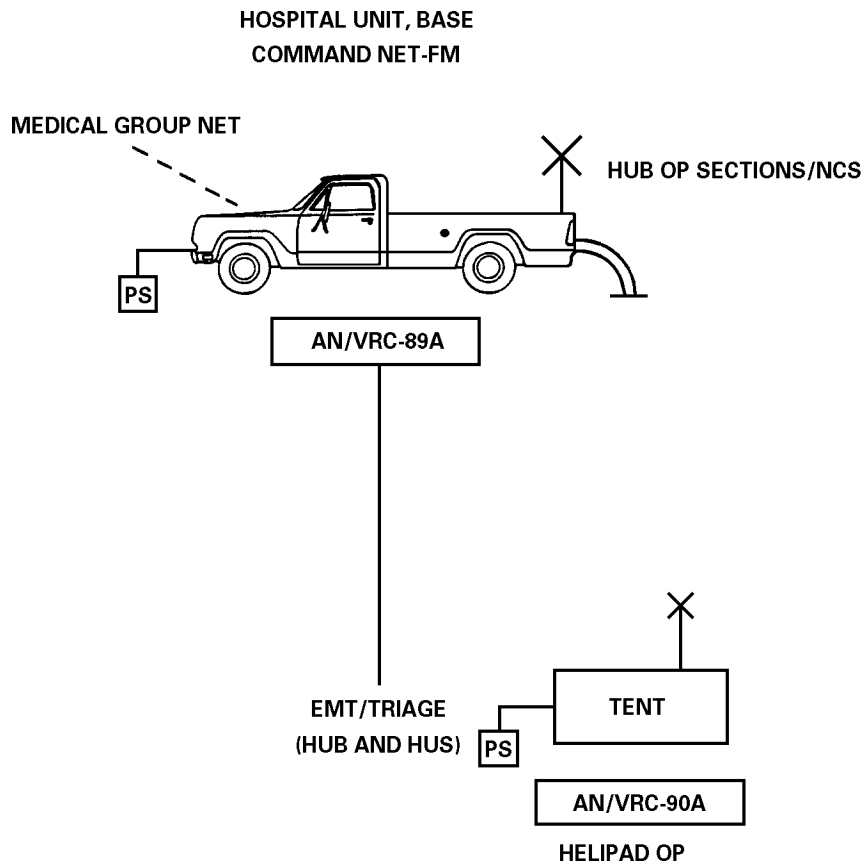 HOSPITAL UNIT, BASE
COMMAND NET-FM
MEDICAL GROUP NET
HUB OP SECTIONS/NCS
PS
AN/VRC-89A
EMT/TRIAGE
(HUB AND HUS)
TENT
PS
AN/VRC-90A
HELIPAD OP